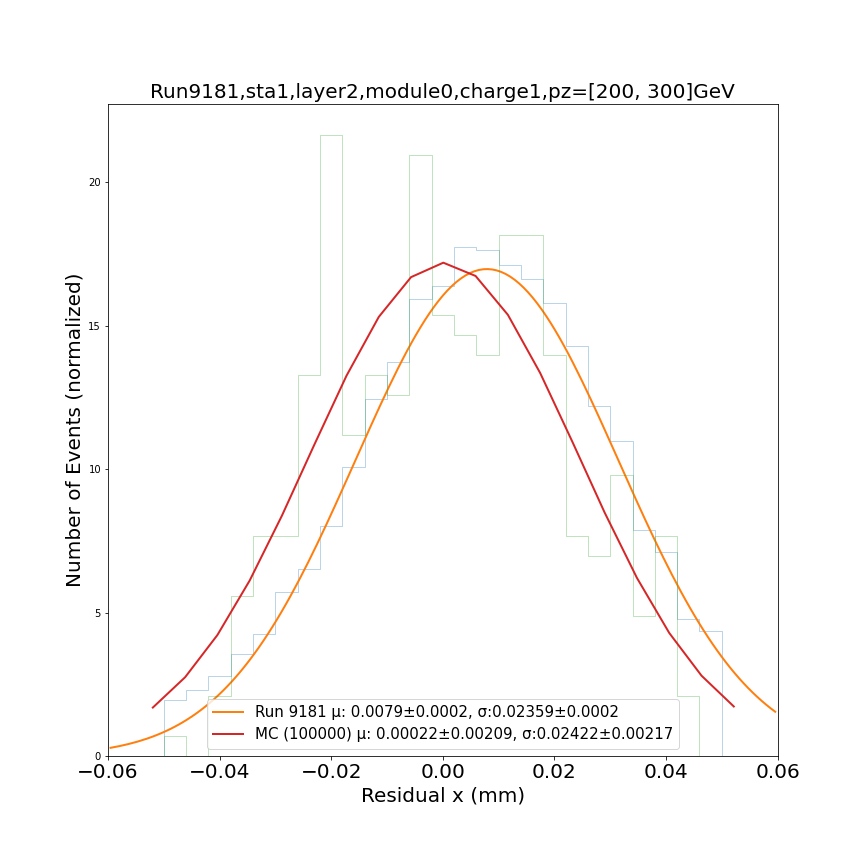 Run9181,sta1,layer2,module0,charge1,pz=[200, 300]GeV
Number of Events (normalized)
20
15
10
5
0
Run 9181 μ: 0.0079±0.0002, σ:0.02359±0.0002
MC (100000) μ: 0.00022±0.00209, σ:0.02422±0.00217
−0.06 −0.04 −0.02 0.00 0.02 0.04 0.06
Residual x (mm)